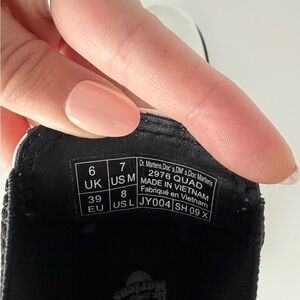 6 UK
7 US M
39 EU
8 US L
Dr. Martens.Doc's.DM's.Doc Martens
2976 QUAD
MADE IN VIETNAM
Fabriqué en Vietnam
JY004 SH 09 X
Martens